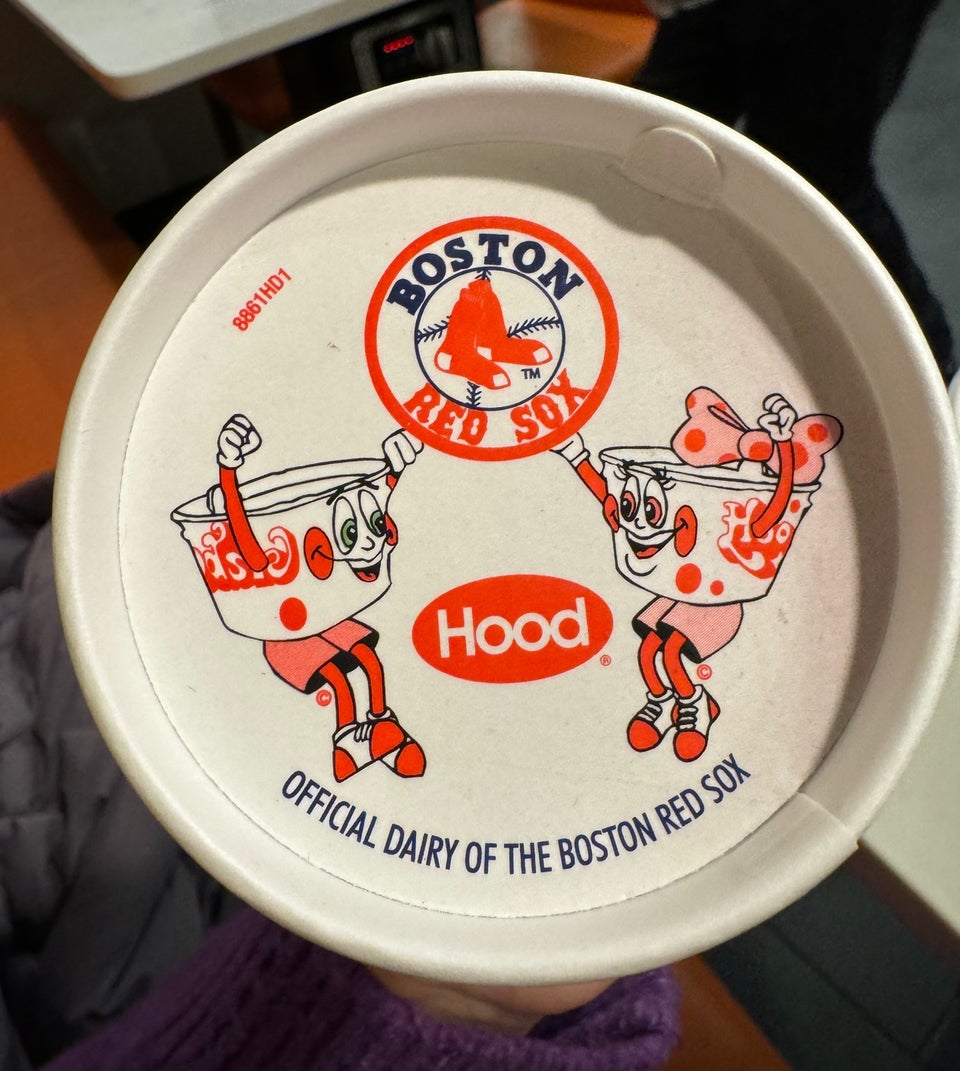 8861HD1
BOSTON
RED SOX
TM
Hood
®
©
©
OFFICIAL DAIRY OF THE BOSTON RED SOX